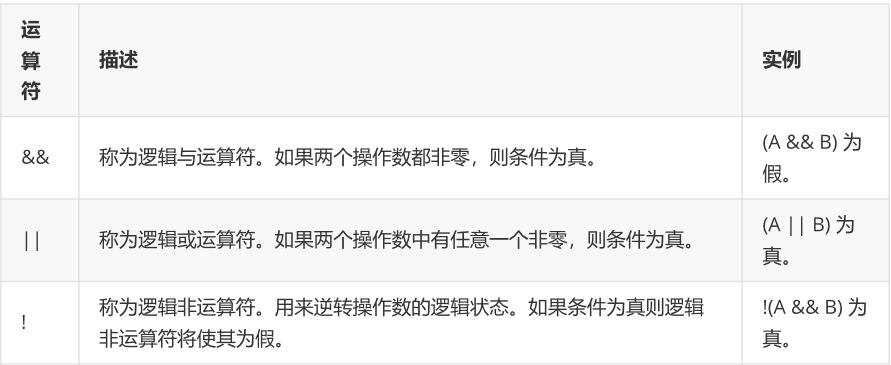 运
算
符
描述
实例
&&
称为逻辑与运算符。如果两个操作数都非零，则条件为真。
(A && B) 为
假。
||
称为逻辑或运算符。如果两个操作数中有任意一个非零，则条件为真。
(A || B) 为
真。
!
称为逻辑非运算符。用来逆转操作数的逻辑状态。如果条件为真则逻辑
非运算符将使其为假。
!(A && B) 为
真。